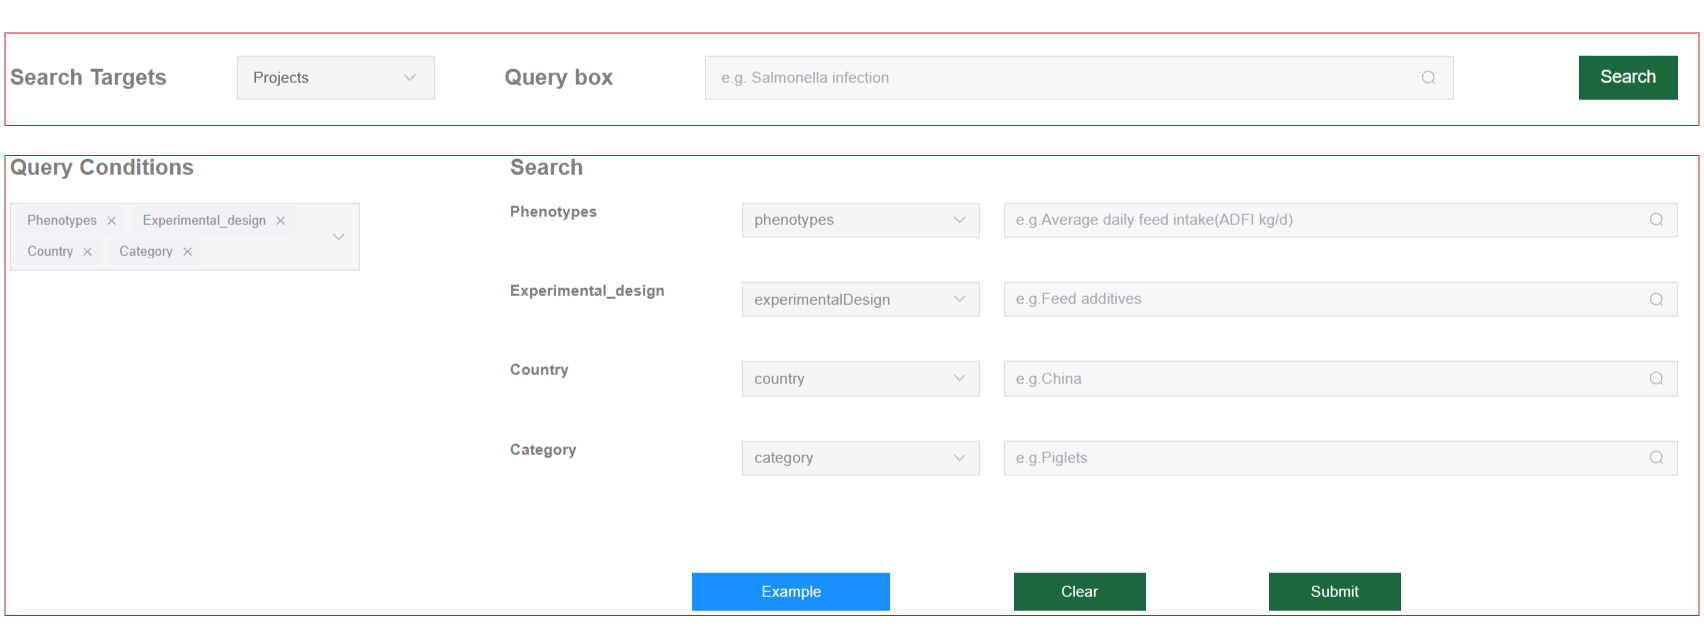 Search Targets
Projects
Query box
e.g. Salmonella infection
Search
Query Conditions
Phenotypes × Experimental_design ×
Country × Category ×
Search
Phenotypes
phenotypes
e.g.Average daily feed intake(ADFI kg/d)
Experimental_design
experimentalDesign
e.g.Feed additives
Country
country
e.g.China
Category
category
e.g.Piglets
Example
Clear
Submit